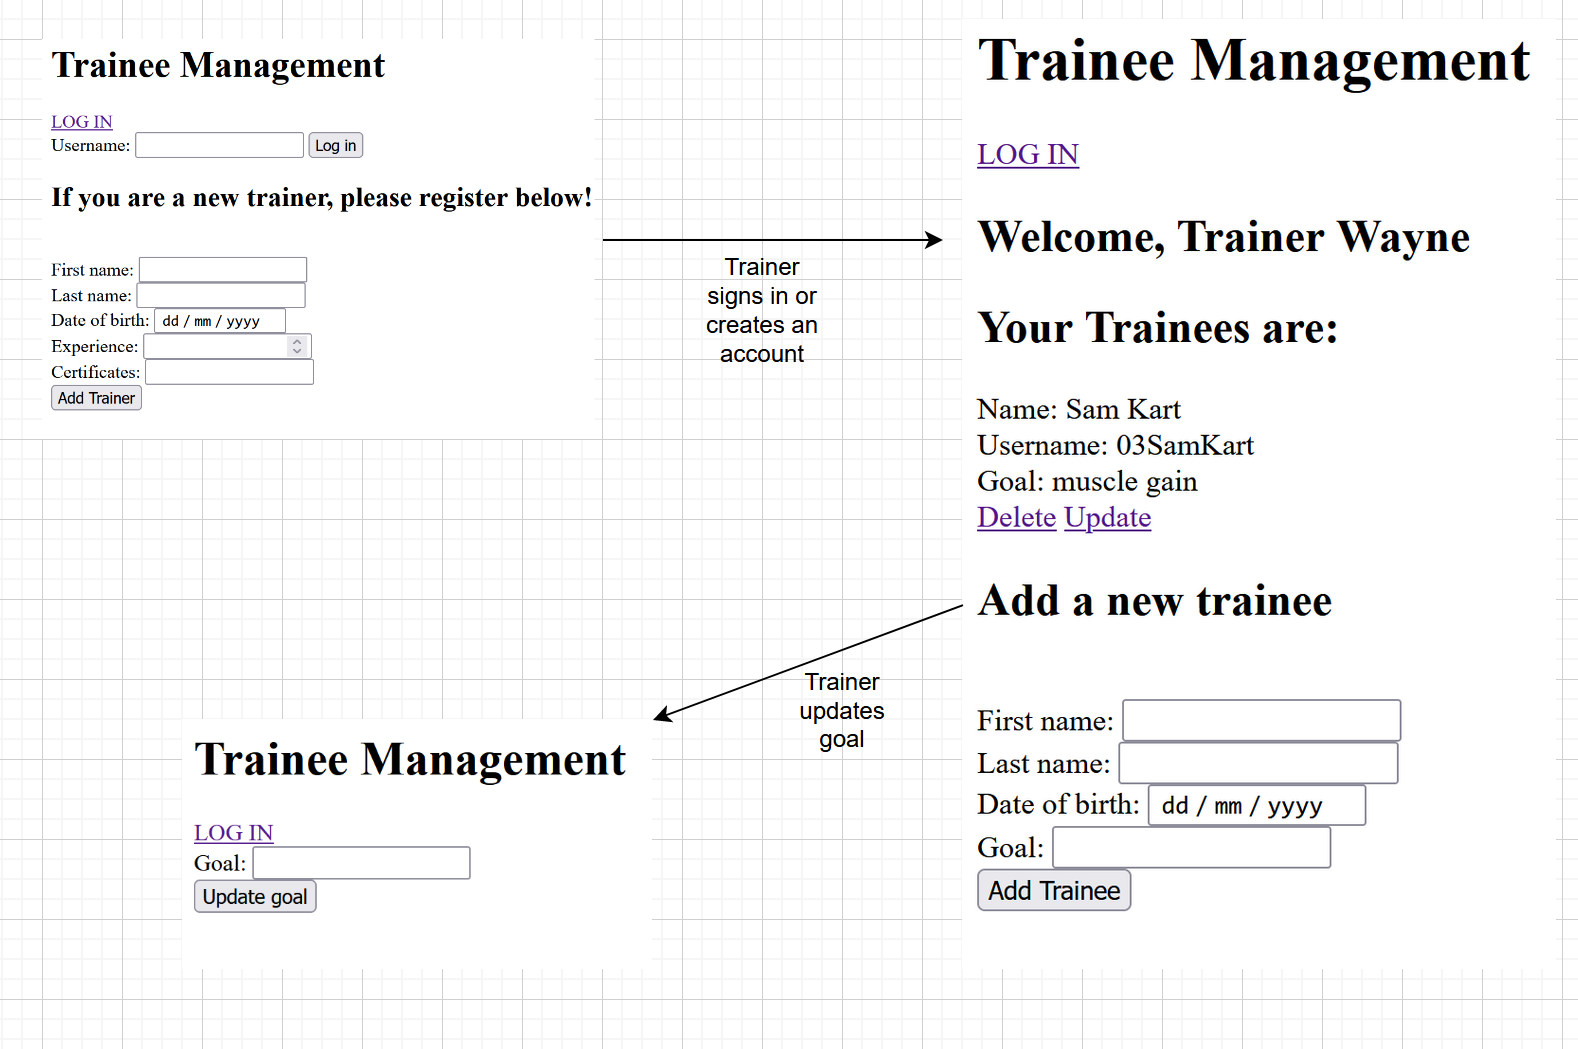 Trainee Management
LOG IN
Username:
Log in
If you are a new trainer, please register below!
First name:
Last name:
Date of birth: dd / mm / yyyy
Experience:
Certificates:
Add Trainer
Trainer
signs in or
creates an
account
Trainee Management
LOG IN
Welcome, Trainer Wayne
Your Trainees are:
Name: Sam Kart
Username: 03SamKart
Goal: muscle gain
Delete Update
Add a new trainee
First name:
Last name:
Date of birth: dd / mm / yyyy
Goal:
Add Trainee
Trainer
updates
goal
Trainee Management
LOG IN
Goal:
Update goal